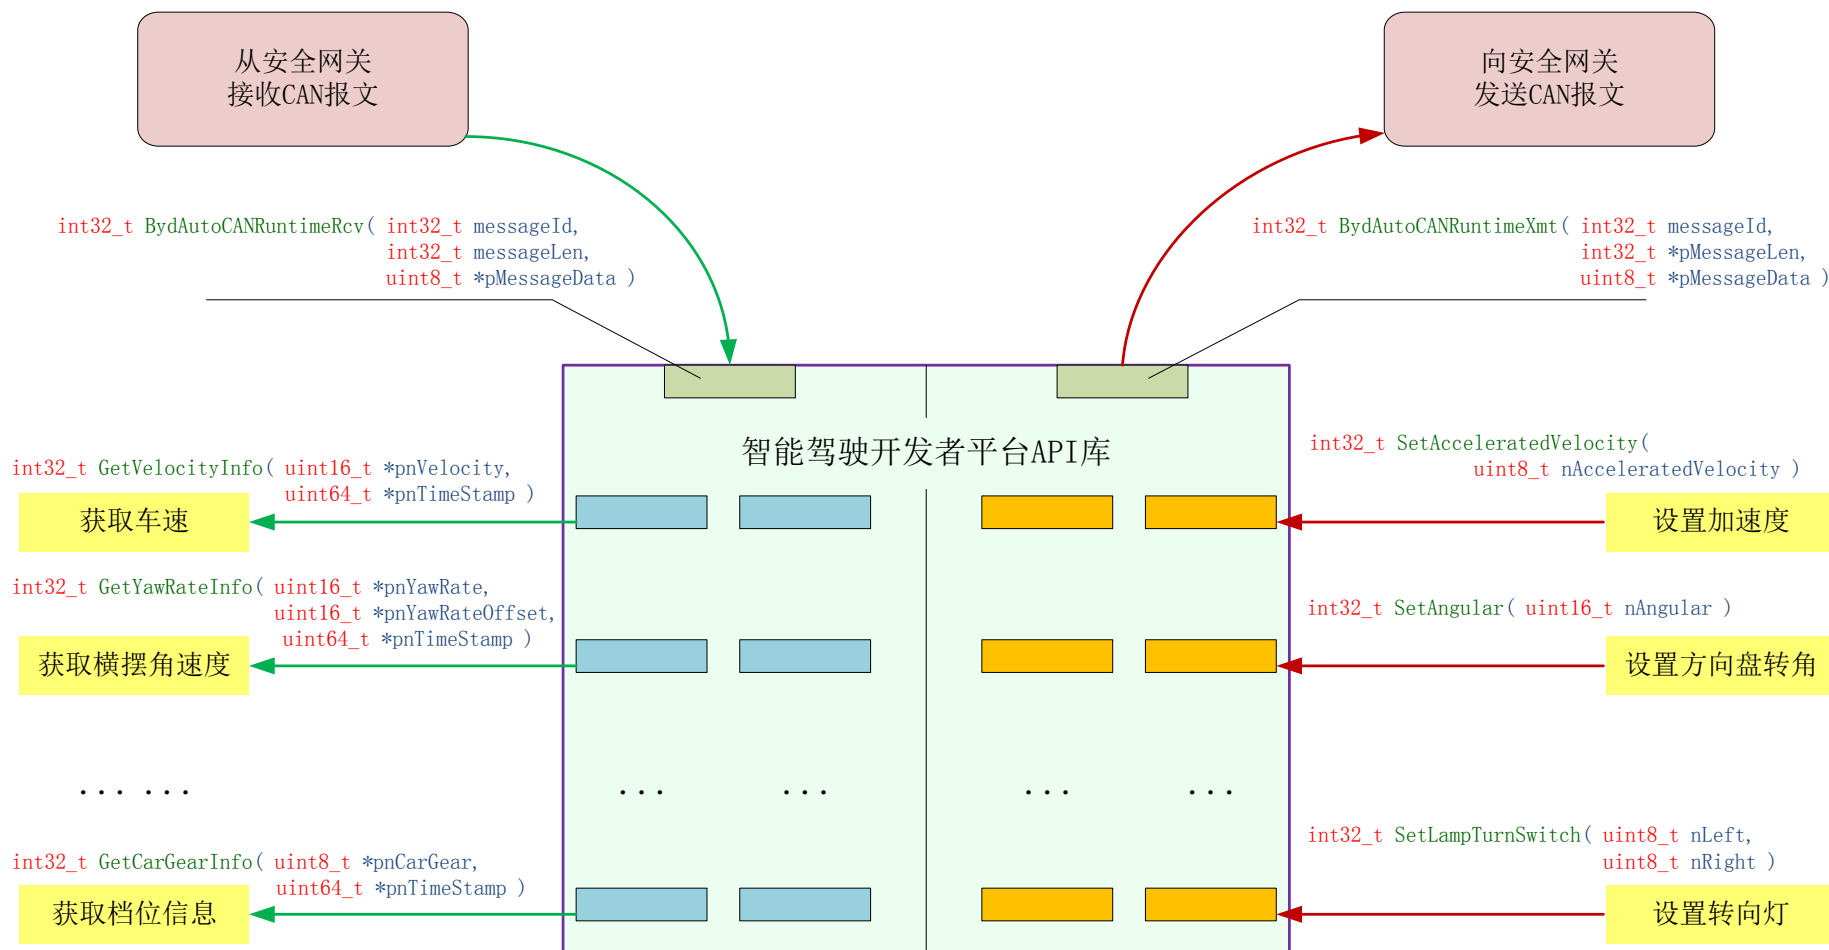 从安全网关
接收CAN报文
向安全网关
发送CAN报文
int32_t BydAutoCANRuntimeRcv( int32_t messageId,
int32_t messageLen,
uint8_t *pMessageData )
int32_t BydAutoCANRuntimeXmt( int32_t messageId,
int32_t *pMessageLen,
uint8_t *pMessageData )
智能驾驶开发者平台API库
int32_t GetVelocityInfo( uint16_t *pnVelocity,
uint64_t *pnTimeStamp )
获取车速
int32_t SetAcceleratedVelocity(
uint8_t nAcceleratedVelocity )
设置加速度
int32_t GetYawRateInfo( uint16_t *pnYawRate,
uint16_t *pnYawRateOffset,
uint64_t *pnTimeStamp )
获取横摆角速度
int32_t SetAngular( uint16_t nAngular )
设置方向盘转角
... ...
...
...
...
...
int32_t GetCarGearInfo( uint8_t *pnCarGear,
uint64_t *pnTimeStamp )
获取档位信息
int32_t SetLampTurnSwitch( uint8_t nLeft,
uint8_t nRight )
设置转向灯